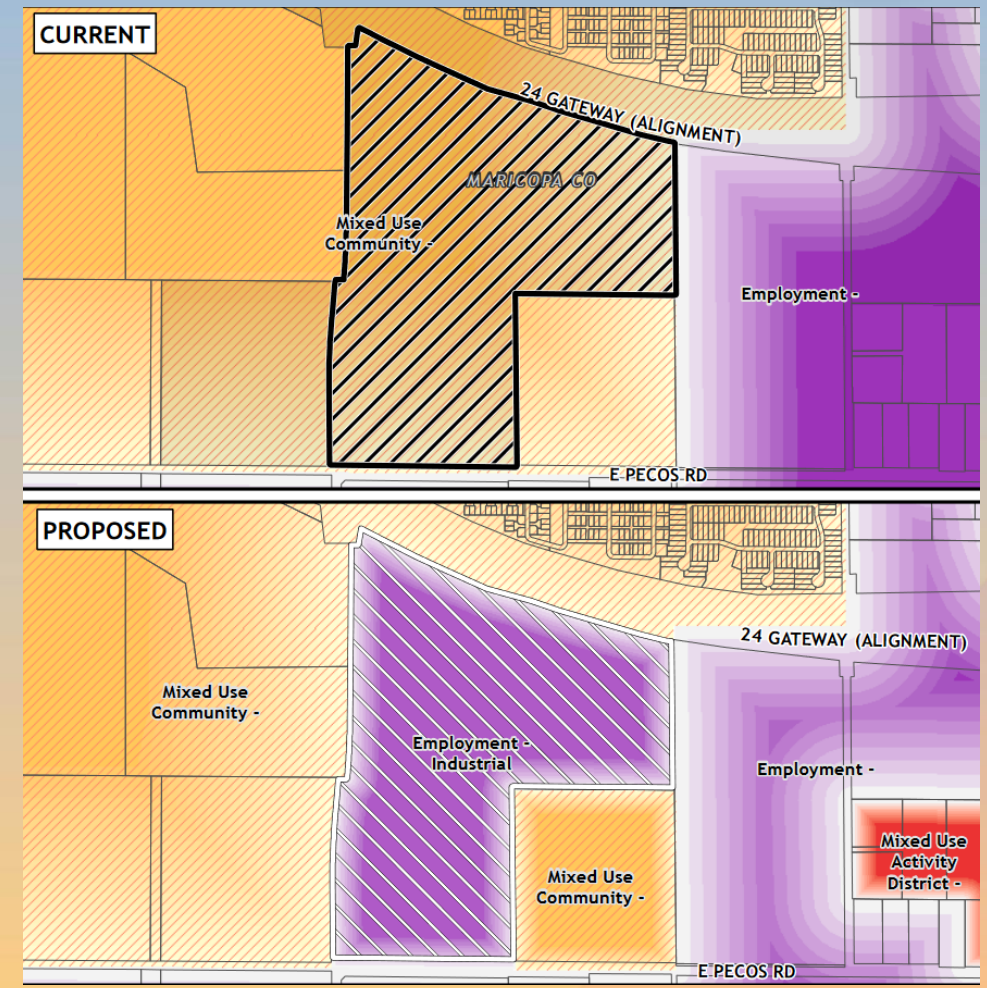 CURRENT
24 GATEWAY (ALIGNMENT)
MARICOPA CO
Mixed Use
Community -
Employment -
E PECOS RD
PROPOSED
24 GATEWAY (ALIGNMENT)
Mixed Use
Community -
Employment -
Industrial
Employment -
Mixed Use
Activity
District -
Mixed Use
Community -
E PECOS RD